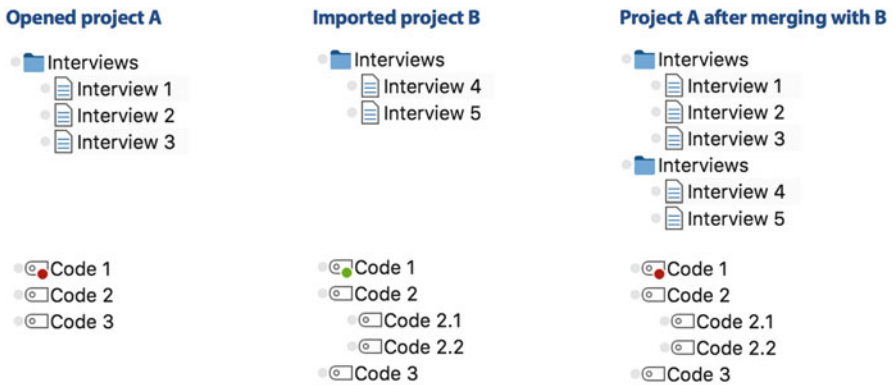 Opened project A
Interviews
Interview 1
Interview 2
Interview 3
Code 1
Code 2
Code 3
Imported project B
Interviews
Interview 4
Interview 5
Code 1
Code 2
Code 2.1
Code 2.2
Code 3
Project A after merging with B
Interviews
Interview 1
Interview 2
Interview 3
Interviews
Interview 4
Interview 5
Code 1
Code 2
Code 2.1
Code 2.2
Code 3